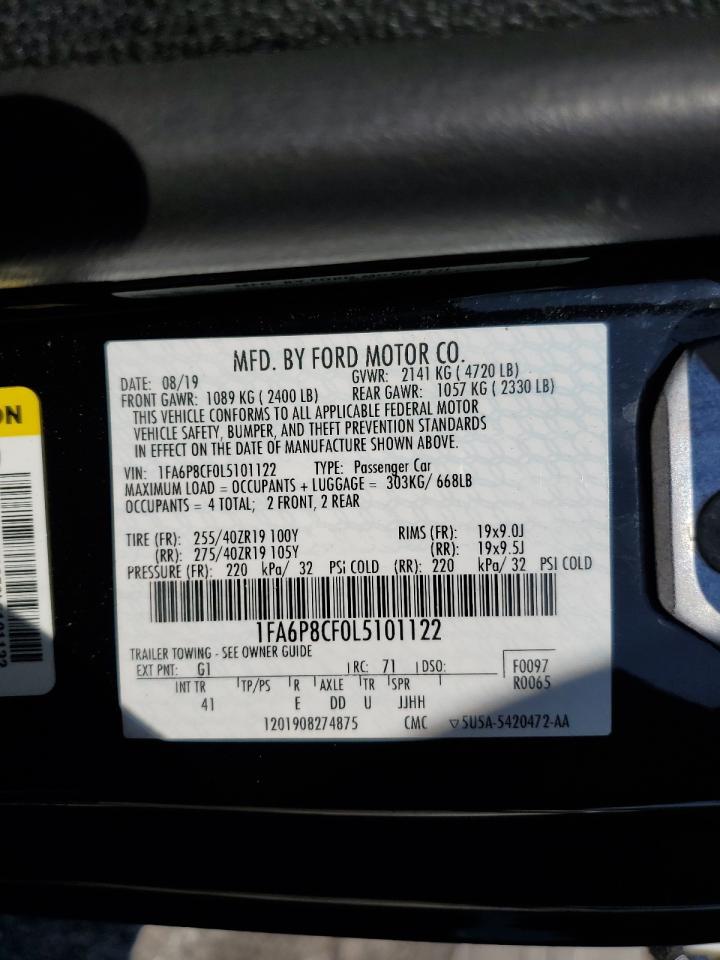 MFD. BY FORD MOTOR CO.
DATE: 08/19 GVWR: 2141 KG ( 4720 LB)
FRONT GAWR: 1089 KG ( 2400 LB) REAR GAWR: 1057 KG ( 2330 LB)
THIS VEHICLE CONFORMS TO ALL APPLICABLE FEDERAL MOTOR
VEHICLE SAFETY, BUMPER, AND THEFT PREVENTION STANDARDS
IN EFFECT ON THE DATE OF MANUFACTURE SHOWN ABOVE.
VIN: 1FA6P8CF0L5101122 TYPE: Passenger Car
MAXIMUM LOAD = OCCUPANTS + LUGGAGE = 303KG/ 668LB
OCCUPANTS = 4 TOTAL; 2 FRONT, 2 REAR
TIRE (FR): 255/40ZR19 100Y RIMS (FR): 19x9.0J
(RR): 275/40ZR19 105Y (RR): 19x9.5J
PRESSURE (FR): 220 kPa/ 32 PSi COLD (RR): 220 kPa/ 32 PSI COLD
1FA6P8CF0L5101122
TRAILER TOWING - SEE OWNER GUIDE
EXT PNT: G1 RC: 71 DSO: F0097
R0065
INT TR TP/PS R AXLE TR SPR
41 E DD U JJHH
1201908274875 CMC ▽5U5A-5420472-AA